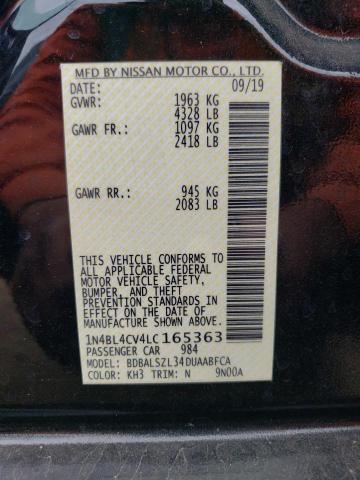 MFD BY NISSAN MOTOR CO., LTD.
DATE: 09/19
GVWR: 1963 KG
4328 LB
GAWR FR.: 1097 KG
2418 LB
GAWR RR.: 945 KG
2083 LB
THIS VEHICLE CONFORMS TO
ALL APPLICABLE FEDERAL
MOTOR VEHICLE SAFETY,
BUMPER, AND THEFT
PREVENTION STANDARDS IN
EFFECT ON THE DATE OF
MANUFACTURE SHOWN ABOVE.
1N4BL4CV4LC165363
PASSENGER CAR 984
MODEL: BDBALSZL34DUAABFCA
COLOR: KH3 TRIM: N 9N00A